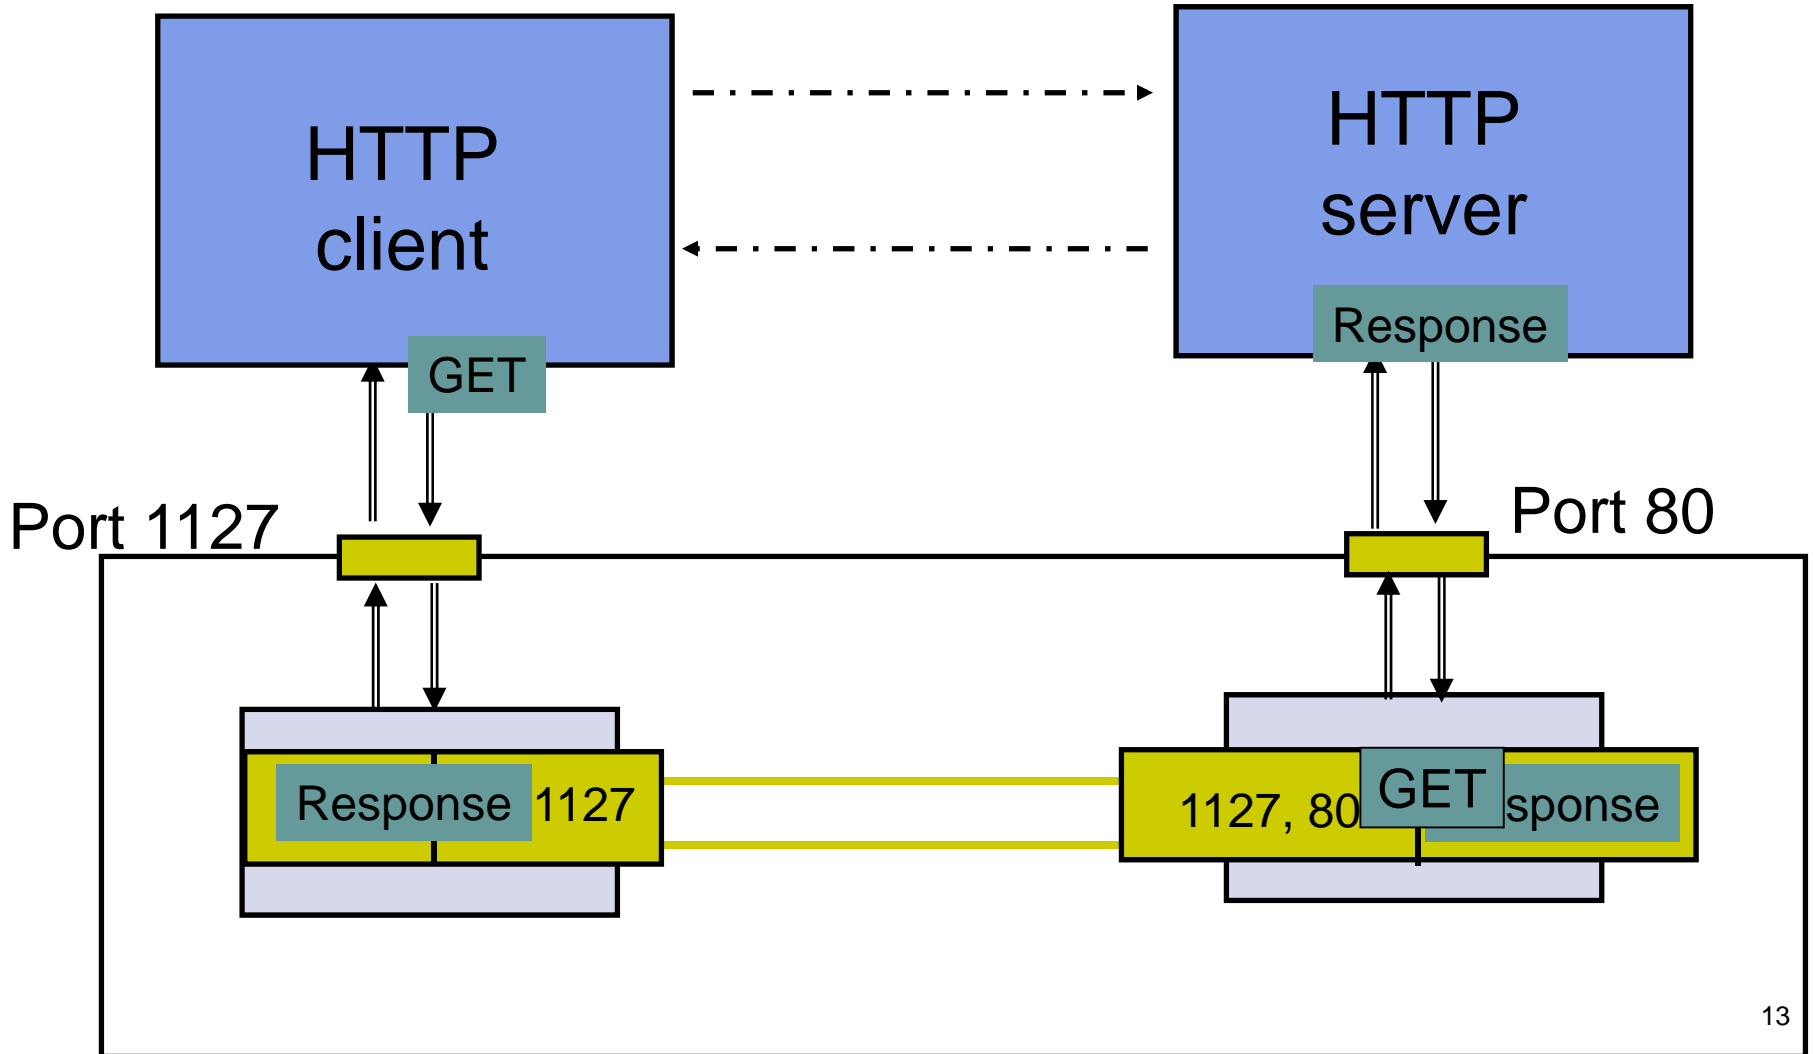 HTTP
client
HTTP
server
Response
GET
Port 1127
Port 80
Response 1127
1127, 80 GET sponse
13